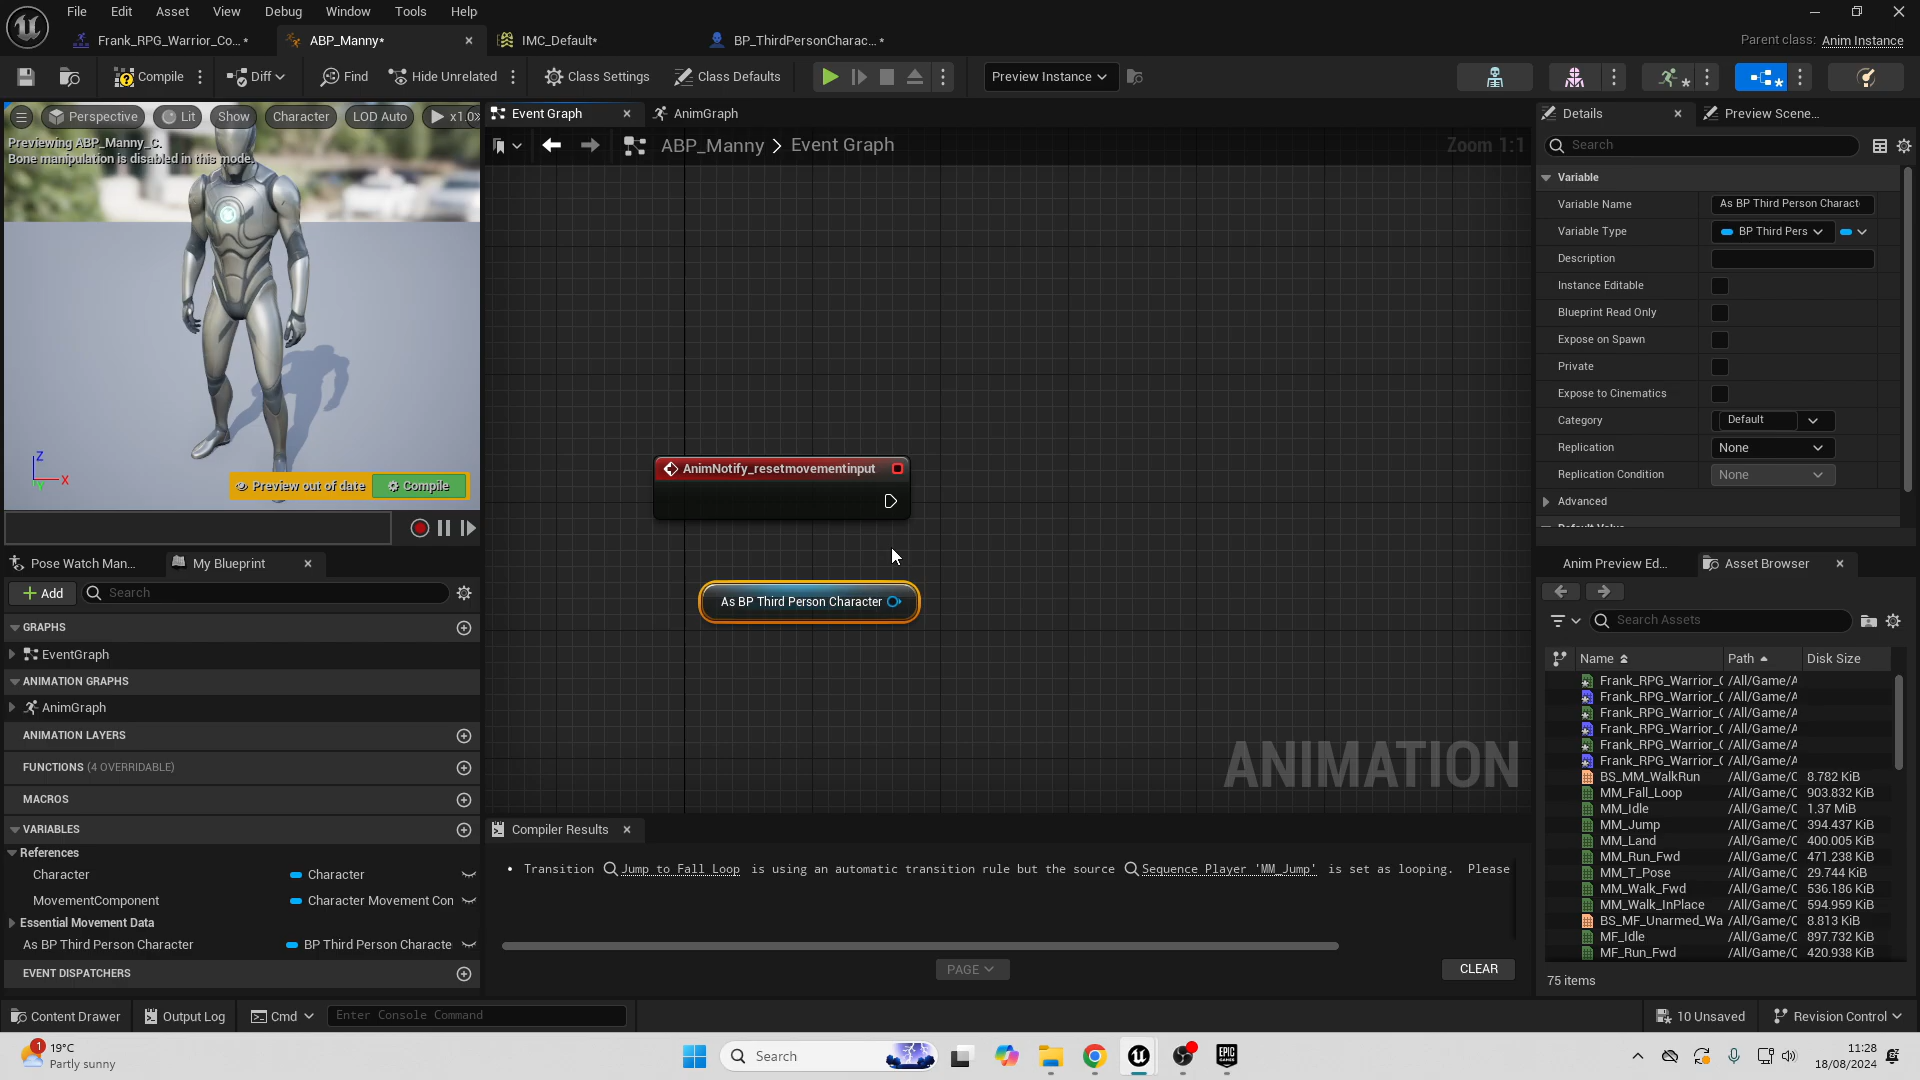 File Edit Asset View Debug Window Tools Help
Frank_RPG_Warrior_Co...* ABP_Manny* IMC_Default* BP_ThirdPersonCharac...* Parent class: Anim Instance
Compile Diff Find Hide Unrelated Class Settings Class Defaults Preview Instance
Perspective Lit Show Character LOD Auto x1.0
Previewing ABP_Manny_C.
Bone manipulation is disabled in this mode.
Z
X
Y
Preview out of date Compile
Event Graph AnimGraph
ABP_Manny > Event Graph Zoom 1:1
AnimNotify_resetmovementinput
As BP Third Person Character
ANIMATION
Pose Watch Man... My Blueprint
Add Search
GRAPHS
EventGraph
ANIMATION GRAPHS
AnimGraph
ANIMATION LAYERS
FUNCTIONS (4 OVERRIDABLE)
MACROS
VARIABLES
References
Character Character
MovementComponent Character Movement Con
Essential Movement Data
As BP Third Person Character BP Third Person Characte
EVENT DISPATCHERS
Compiler Results
• Transition Jump to Fall Loop is using an automatic transition rule but the source Sequence Player 'MM_Jump' is set as looping. Please
PAGE CLEAR
Details Preview Scene...
Search
Variable
Variable Name As BP Third Person Charact
Variable Type BP Third Pers
Description
Instance Editable
Blueprint Read Only
Expose on Spawn
Private
Expose to Cinematics
Category Default
Replication None
Replication Condition None
Advanced
Anim Preview Ed... Asset Browser
Search Assets
Name Path Disk Size
Frank_RPG_Warrior_C /All/Game/A
Frank_RPG_Warrior_C /All/Game/A
Frank_RPG_Warrior_C /All/Game/A
Frank_RPG_Warrior_C /All/Game/A
Frank_RPG_Warrior_C /All/Game/A
Frank_RPG_Warrior_C /All/Game/A
BS_MM_WalkRun /All/Game/C 8.782 KiB
MM_Fall_Loop /All/Game/C 903.832 KiB
MM_Idle /All/Game/C 1.37 MiB
MM_Jump /All/Game/C 394.437 KiB
MM_Land /All/Game/C 400.005 KiB
MM_Run_Fwd /All/Game/C 471.238 KiB
MM_T_Pose /All/Game/C 29.744 KiB
MM_Walk_Fwd /All/Game/C 536.186 KiB
MM_Walk_InPlace /All/Game/C 594.959 KiB
BS_MF_Unarmed_Wa /All/Game/C 8.813 KiB
MF_Idle /All/Game/C 897.732 KiB
MF_Run_Fwd /All/Game/C 420.938 KiB
75 items
Content Drawer Output Log Cmd Enter Console Command 10 Unsaved Revision Control
1 19°C
Partly sunny
Search
EPIC GAMES
11:28
18/08/2024